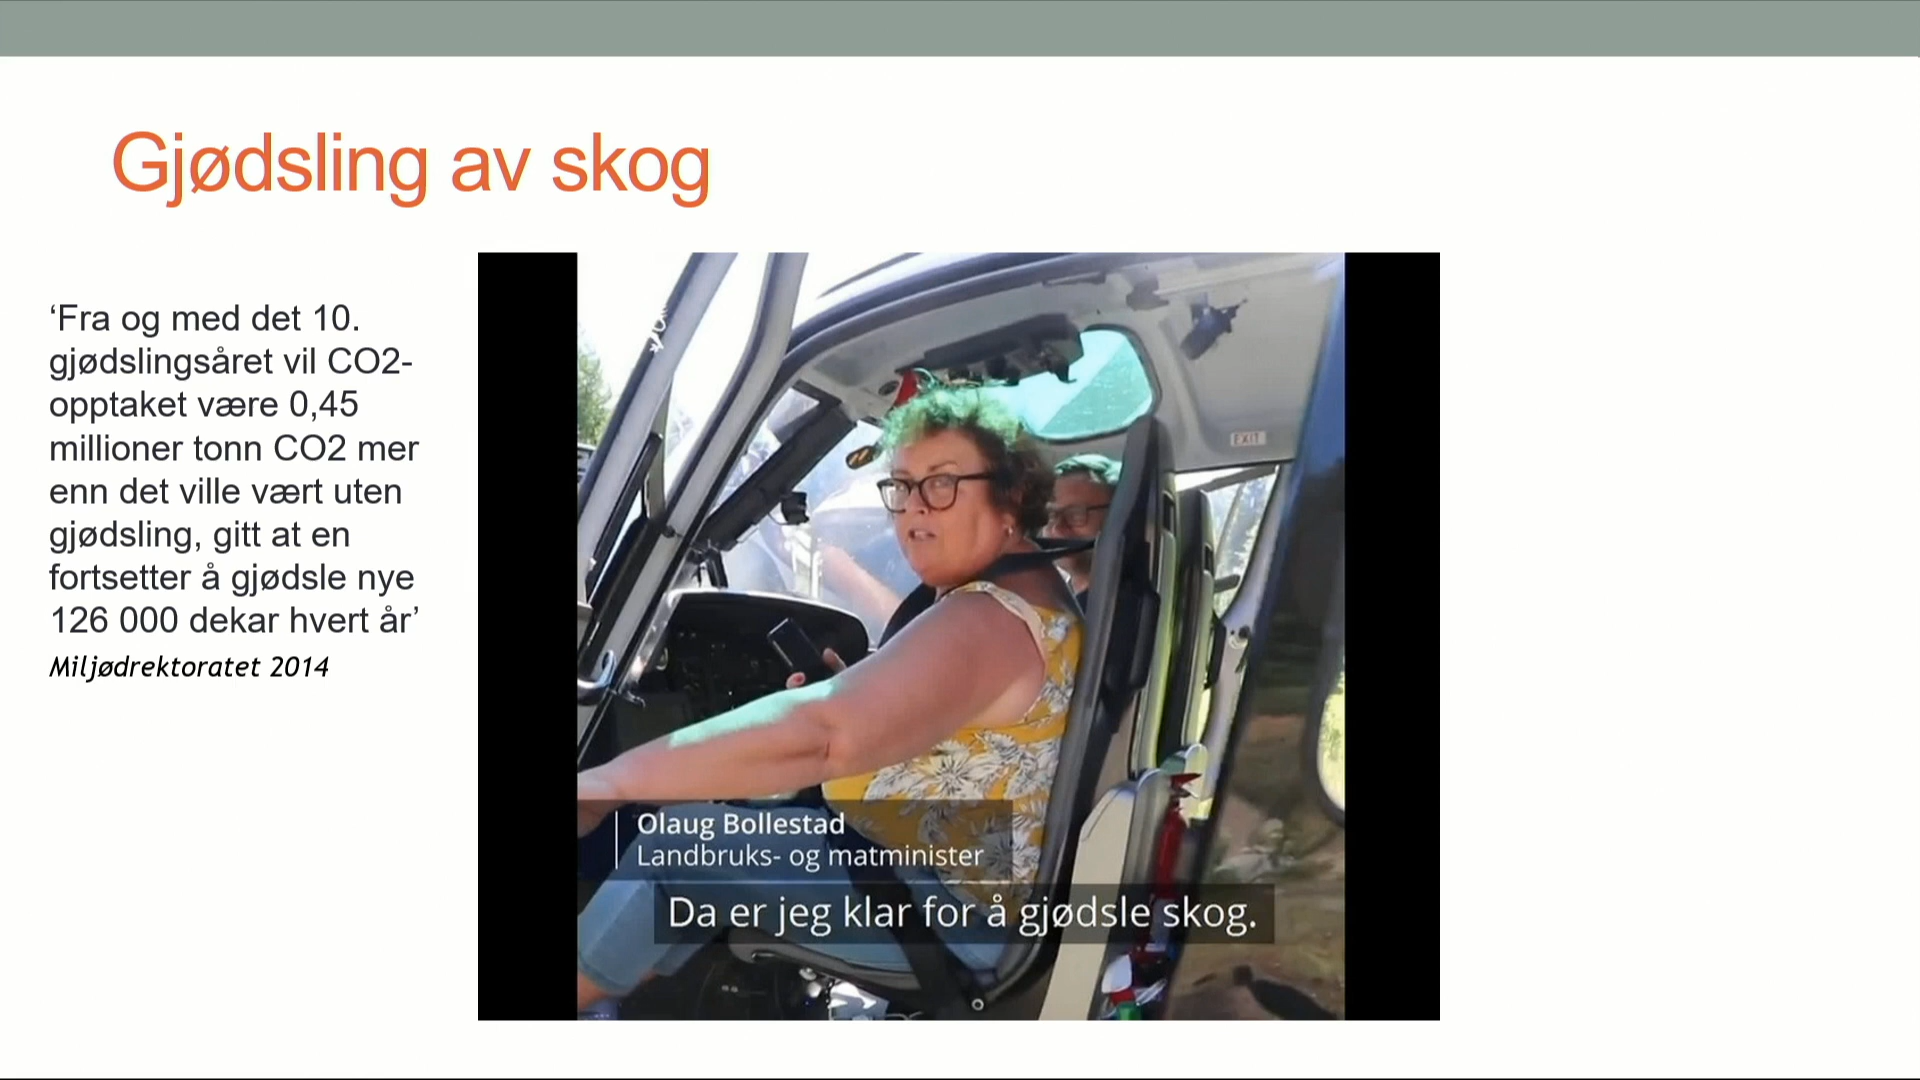 Gjødsling av skog
‘Fra og med det 10.
gjødslingsåret vil CO2-
opptaket være 0,45
millioner tonn CO2 mer
enn det ville vært uten
gjødsling, gitt at en
fortsetter å gjødsle nye
126 000 dekar hvert år’
Miljødrektoratet 2014
EXIT
Olaug Bollestad
Landbruks- og matminister
Da er jeg klar for å gjødsle skog.